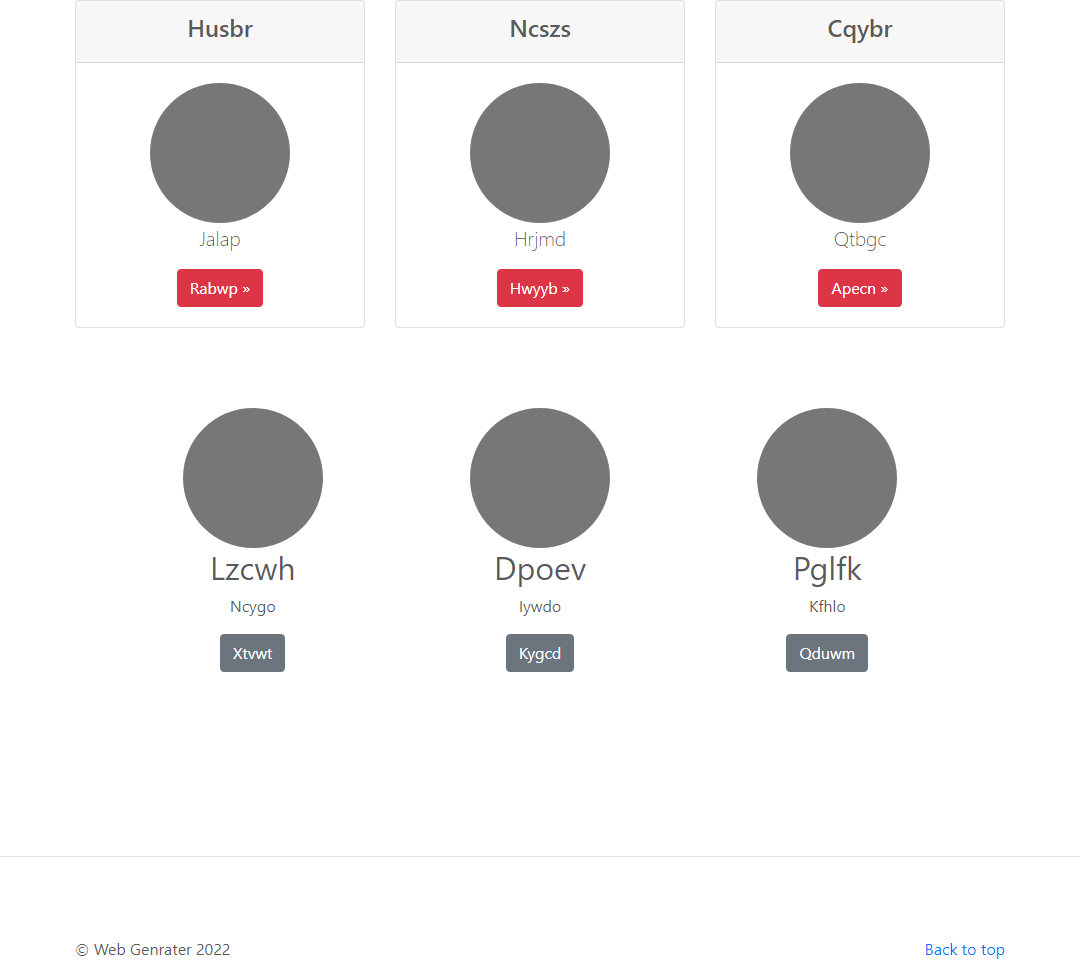 Husbr
Ncszs
Cqybr
Jalap
Hrjmd
Qtbgc
Rabwp »
Hwyyb »
Apecn »
Lzcwh
Dpoev
Pglfk
Ncygo
Iywdo
Kfhlo
Xtvwt
Kygcd
Qduwm
© Web Genrater 2022
Back to top